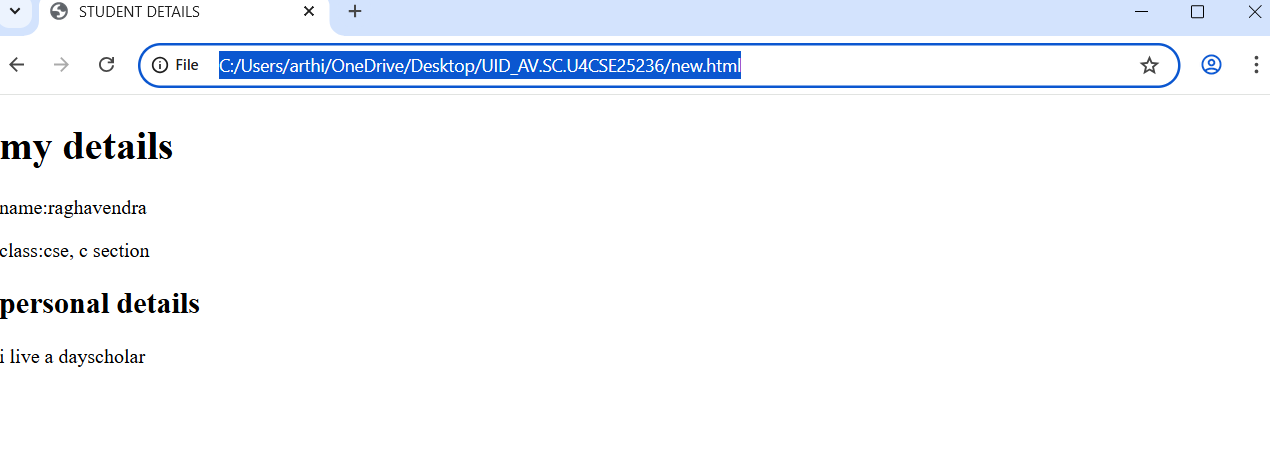 STUDENT DETAILS
File C:/Users/arthi/OneDrive/Desktop/UID_AV.SC.U4CSE25236/new.html
my details
name:raghavendra
class:cse, c section
personal details
i live a dayscholar